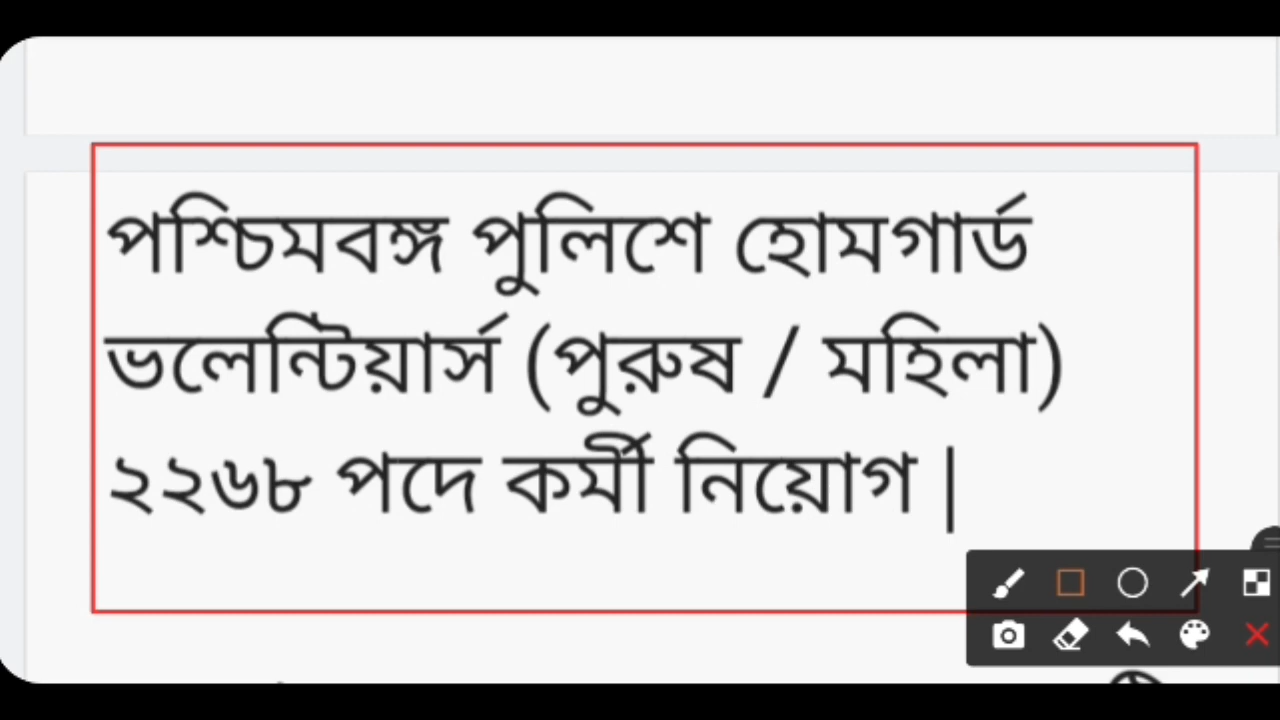 পশ্চিমবঙ্গ পুলিশে হোমগার্ড
ভলেন্টিয়ার্স (পুরুষ / মহিলা)
২২৬৮ পদে কর্মী নিয়োগ |